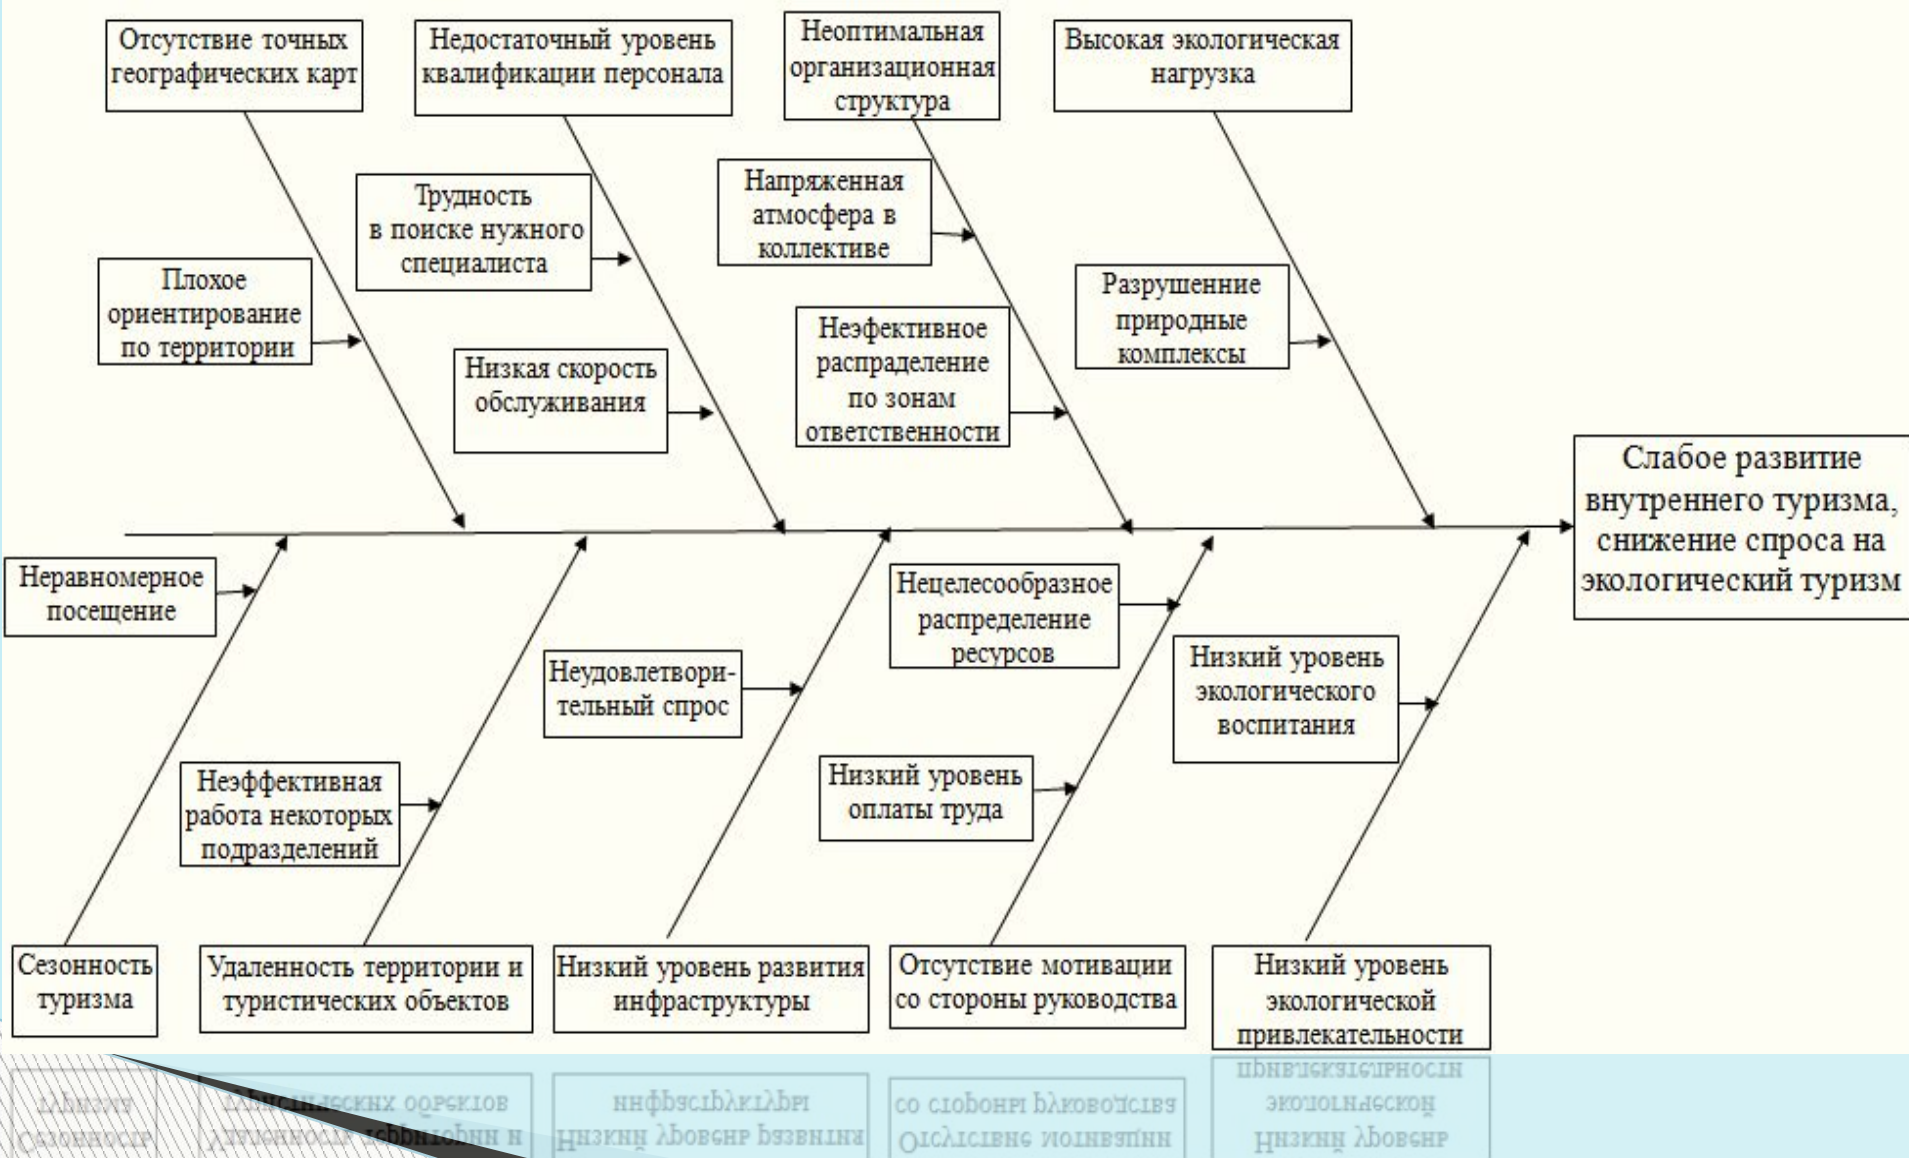 Отсутствие точных
географических карт
Недостаточный уровень
квалификации персонала
Неоптимальная
организационная
структура
Высокая экологическая
нагрузка
Трудность
в поиске нужного
специалиста
Напряженная
атмосфера в
коллективе
Плохое
ориентирование
по территории
Разрушенние
природные
комплексы
Низкая скорость
обслуживания
Неэфективное
распраделение
по зонам
ответственности
Слабое развитие
внутреннего туризма,
снижение спроса на
экологический туризм
Неравномерное
посещение
Нецелесообразное
распределение
ресурсов
Неудовлетвори-
тельный спрос
Низкий уровень
экологического
воспитания
Неэффективная
работа некоторых
подразделений
Низкий уровень
оплаты труда
Сезонность
туризма
Удаленность территории и
туристических объектов
Низкий уровень развития
инфраструктуры
Отсутствие мотивации
со стороны руководства
Низкий уровень
экологической
привлекательности